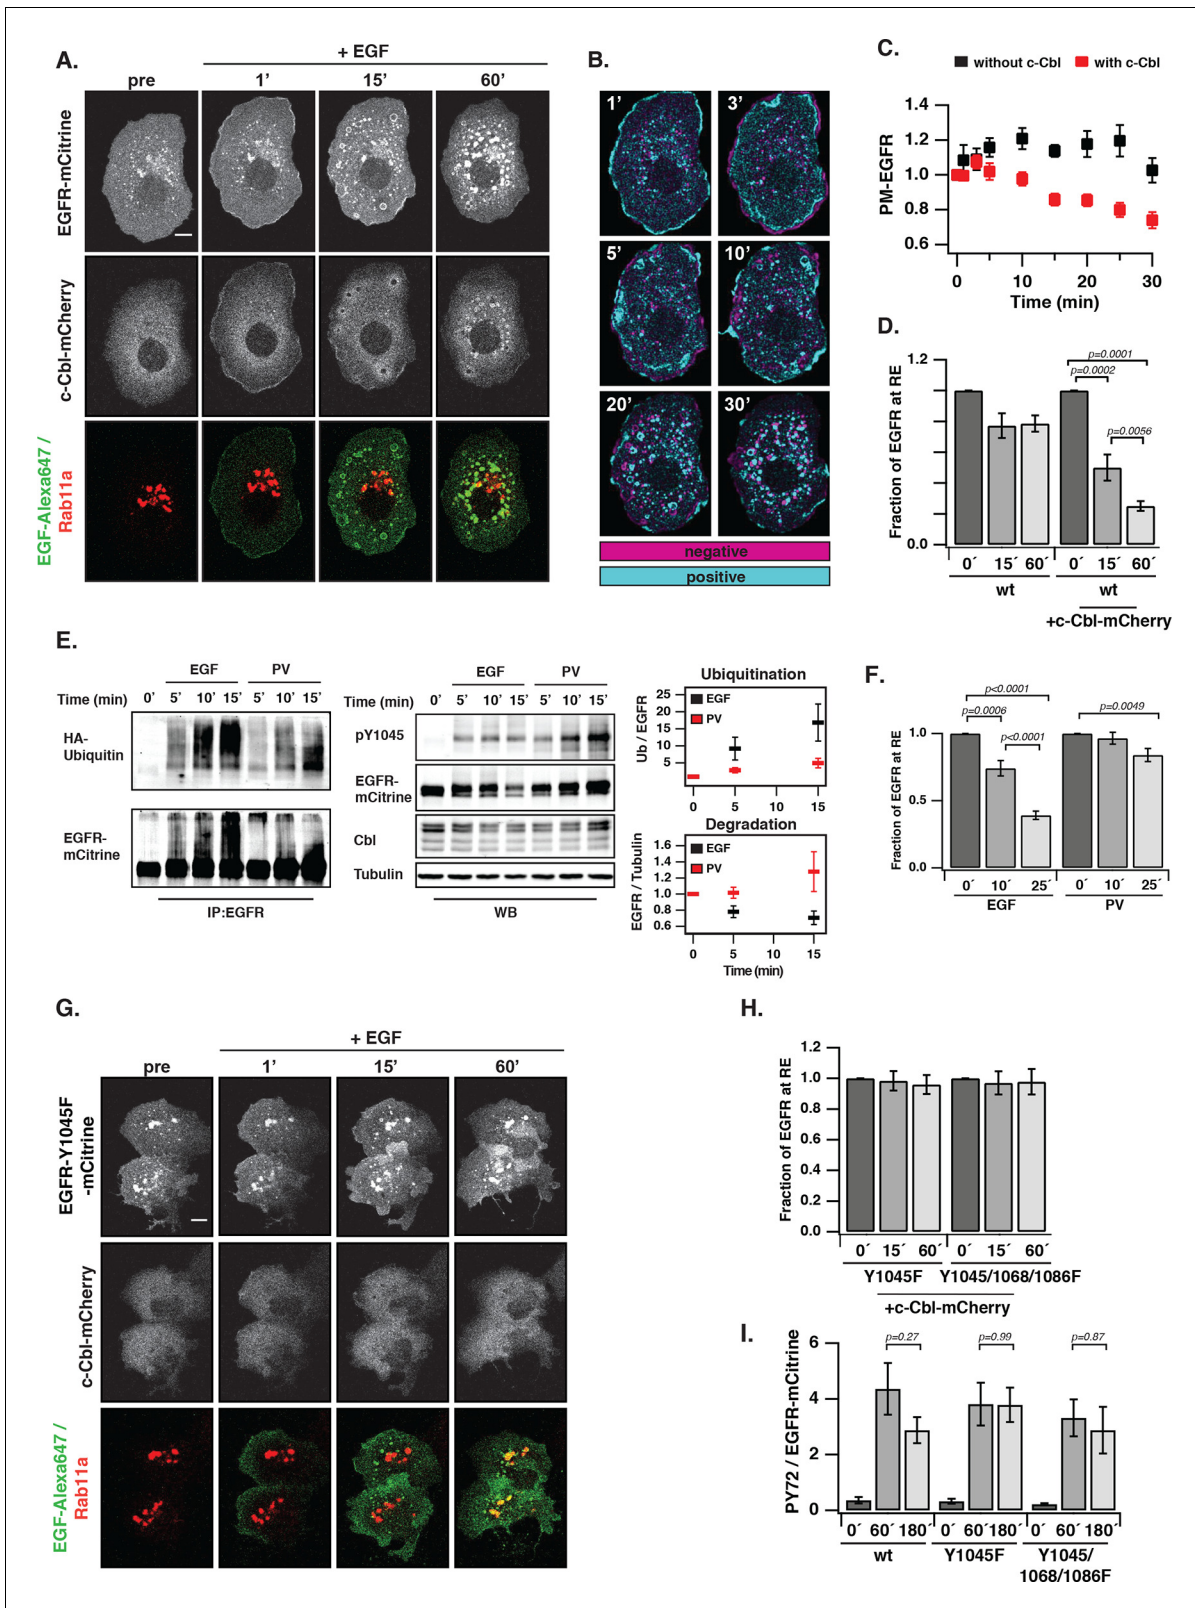 A.
+ EGF
pre 1’ 15’ 60’
EGFR-mCitrine
c-Cbl-mCherry
EGF-Alexa647 /
Rab11a
B.
1’ 3’
5’ 10’
20’ 30’
negative
positive
C.
without c-Cbl with c-Cbl
1.4
1.2
1.0
0.8
0.6
PM-EGFR
0 10 20 30
Time (min)
D.
1.2
0.0
Fraction of EGFR at RE
p=0.0001
p=0.0002
p=0.0056
0´ 15´ 60´ 0´ 15´ 60´
wt wt
+c-Cbl-mCherry
E.
EGF PV
Time (min) 0’ 5’ 10’ 15’ 5’ 10’ 15’
HA-
Ubiquitin
EGFR-
mCitrine
IP:EGFR
EGF PV
Time (min) 0’ 5’ 10’ 15’ 5’ 10’ 15’
pY1045
EGFR-
mCitrine
Cbl
Tubulin
WB
Ubiquitination
25
20
15
10
5
Ub / EGFR
EGF
PV
0 5 10 15
Degradation
1.6
1.4
1.2
1.0
0.8
0.6
EGFR / Tubulin
EGF
PV
0 5 10 15
Time (min)
F.
p<0.0001
p=0.0006
p<0.0001
p=0.0049
1.0
0.5
0.0
Fraction of EGFR at RE
0´ 10´ 25´ 0´ 10´ 25´
EGF PV
G.
+ EGF
pre 1’ 15’ 60’
EGFR-Y1045F
-mCitrine
c-Cbl-mCherry
EGF-Alexa647 /
Rab11a
H.
1.2
1.0
0.8
0.6
0.4
0.2
0.0
Fraction of EGFR at RE
0´ 15´ 60´ 0´ 15´ 60´
Y1045F Y1045/1068/1086F
+c-Cbl-mCherry
I.
6
4
2
0
PY72 / EGFR-mCitrine
p=0.27 p=0.99 p=0.87
0´ 60´ 180´ 0´ 60´ 180´ 0´ 60´ 180´
wt Y1045F Y1045/
1068/1086F